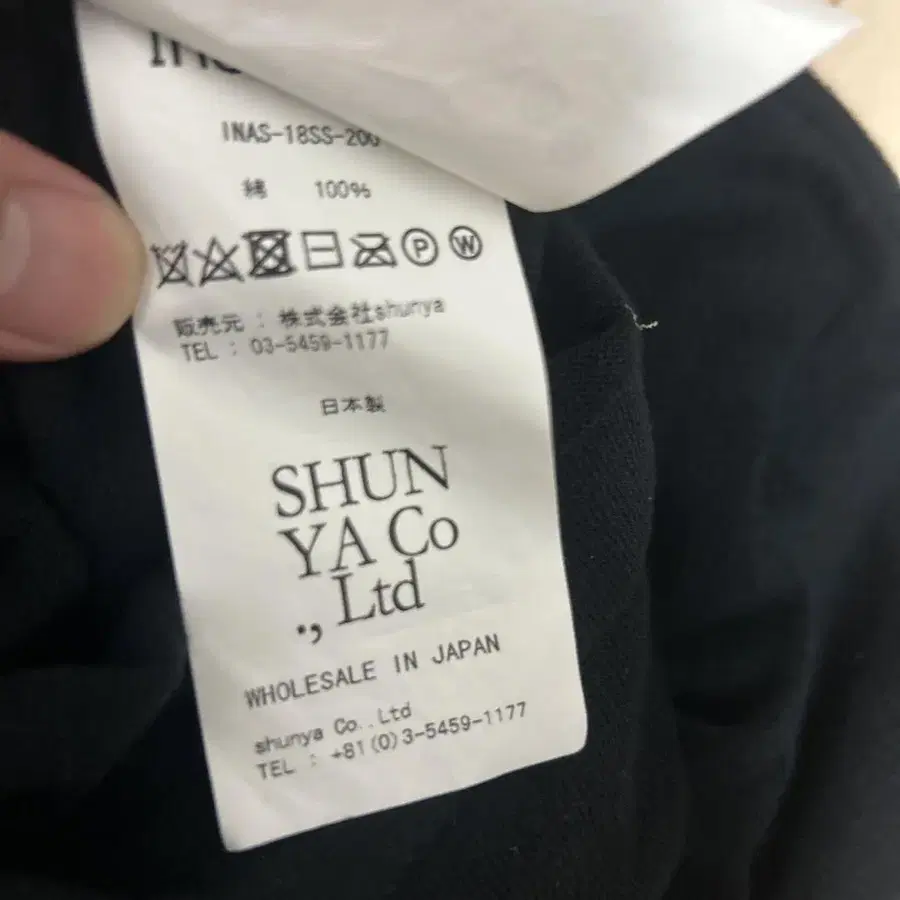 INAS-18SS-200
綿 100%
P W
販売元 : 株式会社shunya
TEL : 03-5459-1177
日本製
SHUN
YA Co
., Ltd
WHOLESALE IN JAPAN
shunya Co.,Ltd
TEL : +81(0)3-5459-1177